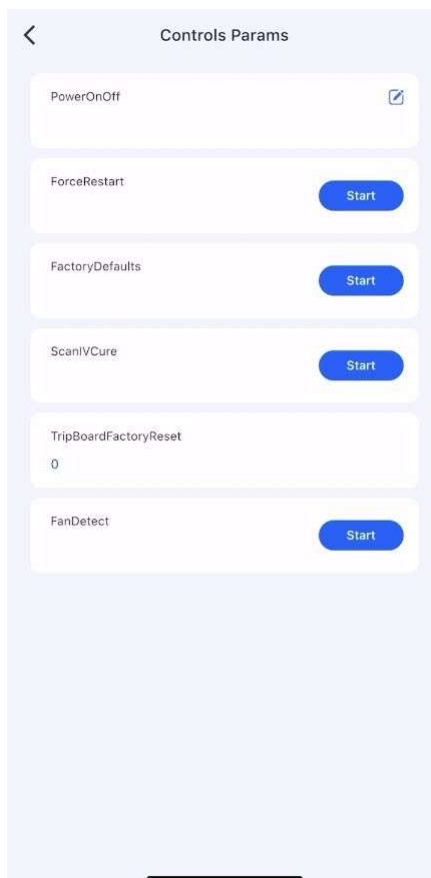 Controls Params
PowerOnOff
ForceRestart
Start
FactoryDefaults
Start
ScanIVCure
Start
TripBoardFactoryReset
0
FanDetect
Start